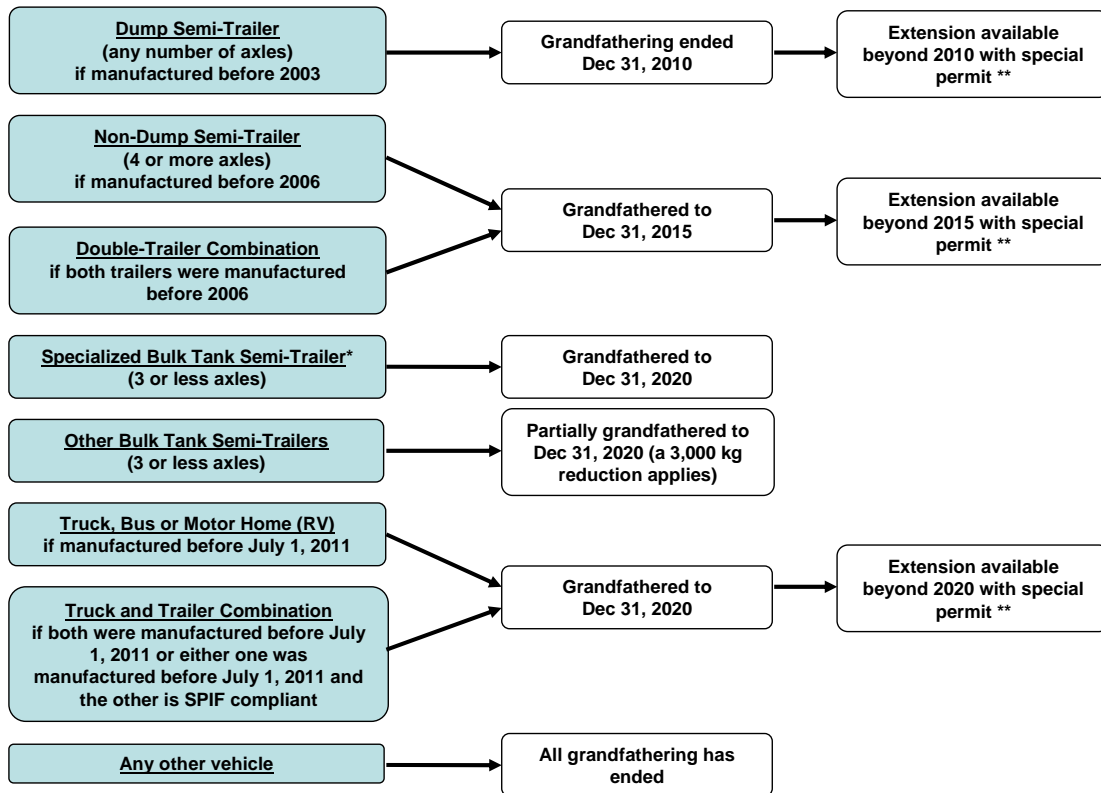 Dump Semi-Trailer
(any number of axles)
if manufactured before 2003
Grandfathering ended
Dec 31, 2010
Extension available
beyond 2010 with special
permit **
Non-Dump Semi-Trailer
(4 or more axles)
if manufactured before 2006
Double-Trailer Combination
if both trailers were manufactured
before 2006
Grandfathered to
Dec 31, 2015
Extension available
beyond 2015 with special
permit **
Specialized Bulk Tank Semi-Trailer*
(3 or less axles)
Grandfathered to
Dec 31, 2020
Other Bulk Tank Semi-Trailers
(3 or less axles)
Partially grandfathered to
Dec 31, 2020 (a 3,000 kg
reduction applies)
Truck, Bus or Motor Home (RV)
if manufactured before July 1, 2011
Truck and Trailer Combination
if both were manufactured before July
1, 2011 or either one was
manufactured before July 1, 2011 and
the other is SPIF compliant
Grandfathered to
Dec 31, 2020
Extension available
beyond 2020 with special
permit **
Any other vehicle
All grandfathering has
ended